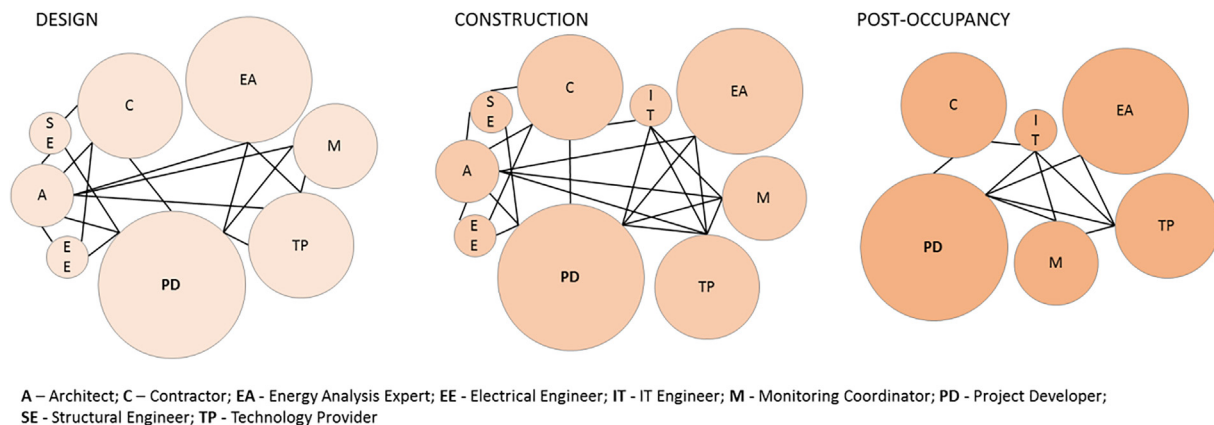 DESIGN
CONSTRUCTION
POST-OCCUPANCY
C
EA
S
E
M
A
E
E
TP
PD
C
I
T
EA
S
E
A
M
E
E
PD
TP
C
I
T
EA
PD
M
TP
A – Architect; C – Contractor; EA - Energy Analysis Expert; EE - Electrical Engineer; IT - IT Engineer; M - Monitoring Coordinator; PD - Project Developer;
SE - Structural Engineer; TP - Technology Provider